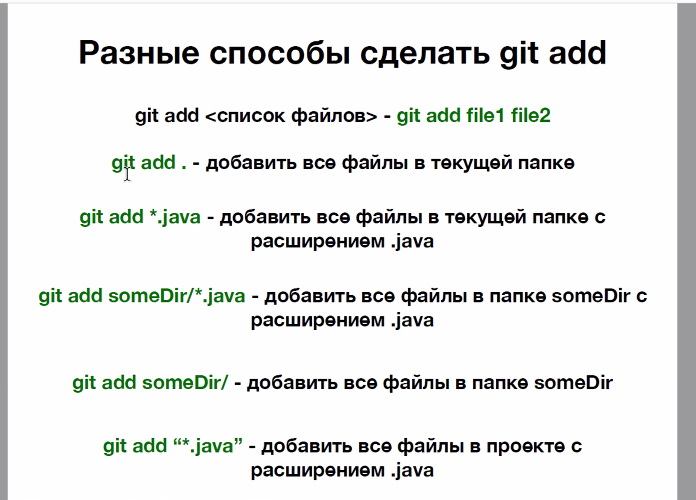 Разные способы сделать git add
git add <список файлов> - git add file1 file2
git add . - добавить все файлы в текущей папке
git add *.java - добавить все файлы в текущей папке с
расширением .java
git add someDir/*.java - добавить все файлы в папке someDir с
расширением .java
git add someDir/ - добавить все файлы в папке someDir
git add “*.java” - добавить все файлы в проекте с
расширением .java